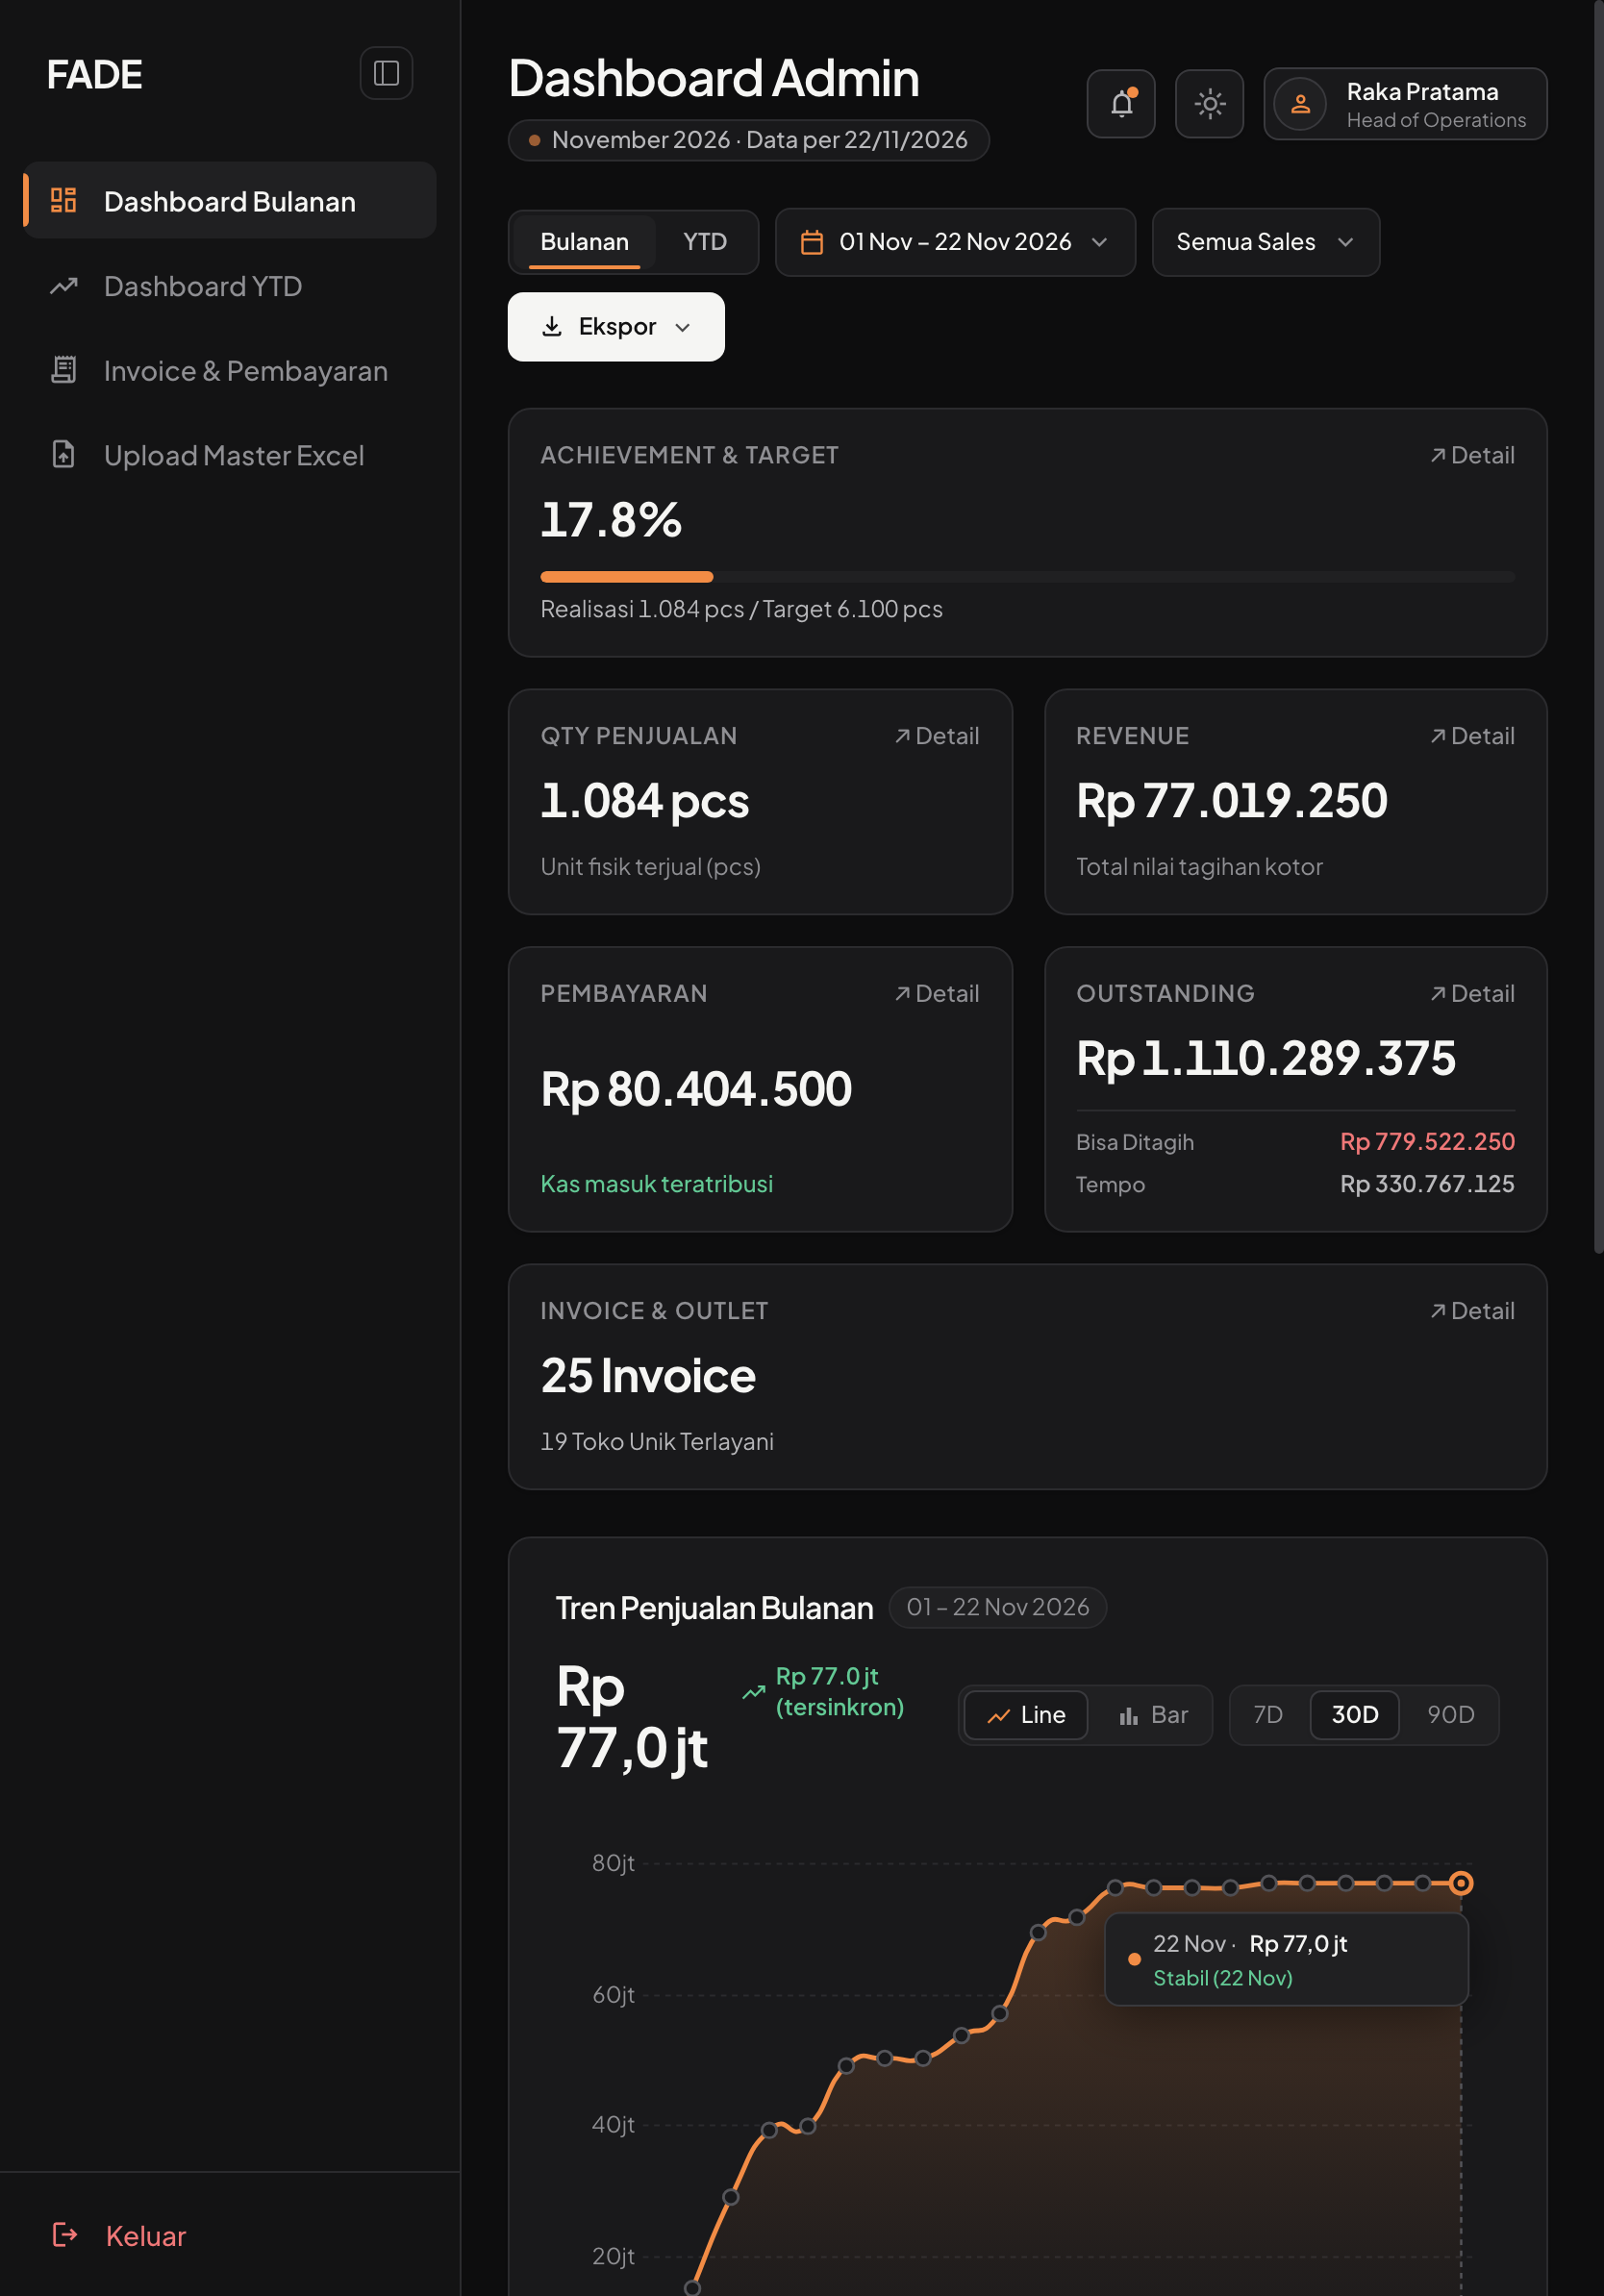 FADE
Dashboard Bulanan
Dashboard YTD
Invoice & Pembayaran
Upload Master Excel
Keluar
Dashboard Admin
November 2026 · Data per 22/11/2026
Raka Pratama
Head of Operations
Bulanan
YTD
01 Nov – 22 Nov 2026
Semua Sales
Ekspor
ACHIEVEMENT & TARGET
Detail
17.8%
Realisasi 1.084 pcs / Target 6.100 pcs
QTY PENJUALAN
Detail
1.084 pcs
Unit fisik terjual (pcs)
REVENUE
Detail
Rp 77.019.250
Total nilai tagihan kotor
PEMBAYARAN
Detail
Rp 80.404.500
Kas masuk teratribusi
OUTSTANDING
Detail
Rp 1.110.289.375
Bisa Ditagih
Rp 779.522.250
Tempo
Rp 330.767.125
INVOICE & OUTLET
Detail
25 Invoice
19 Toko Unik Terlayani
Tren Penjualan Bulanan
01 – 22 Nov 2026
Rp
77,0 jt
Rp 77.0 jt
(tersinkron)
Line
Bar
7D
30D
90D
80jt
60jt
40jt
20jt
22 Nov · Rp 77,0 jt
Stabil (22 Nov)